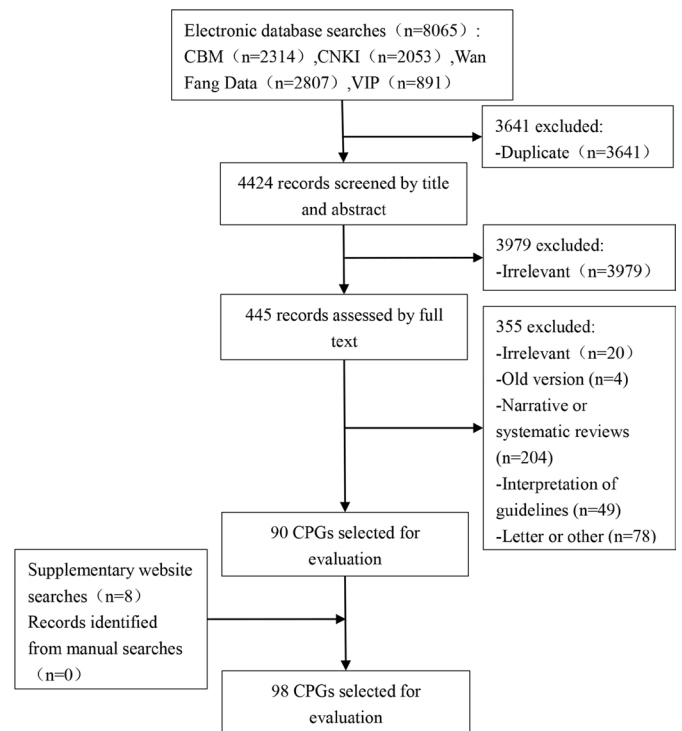 Electronic database searches（n=8065）:
CBM（n=2314）,CNKI（n=2053）,Wan
Fang Data（n=2807）,VIP（n=891）
3641 excluded:
-Duplicate（n=3641）
4424 records screened by title
and abstract
3979 excluded:
-Irrelevant（n=3979）
445 records assessed by full
text
355 excluded:
-Irrelevant（n=20）
-Old version (n=4)
-Narrative or
systematic reviews
(n=204)
-Interpretation of
guidelines (n=49)
-Letter or other (n=78)
90 CPGs selected for
evaluation
Supplementary website
searches（n=8）
Records identified
from manual searches
（n=0）
98 CPGs selected for
evaluation